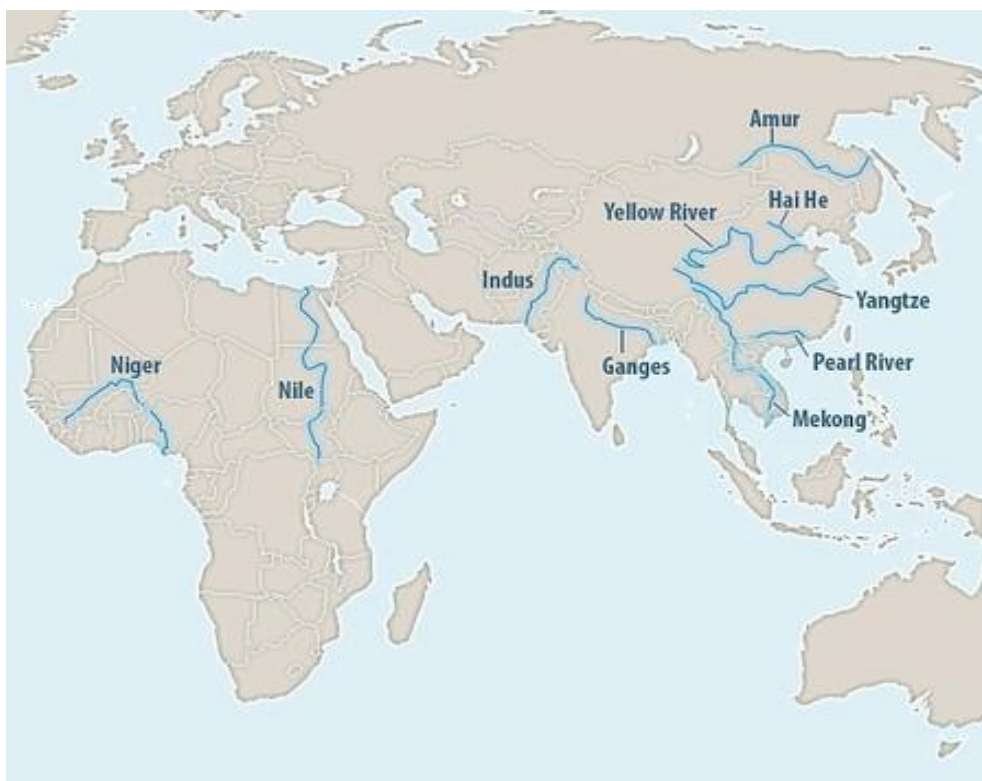 Amur
Hai He
Yellow River
Indus
Yangtze
Niger
Nile
Ganges
Pearl River
Mekong